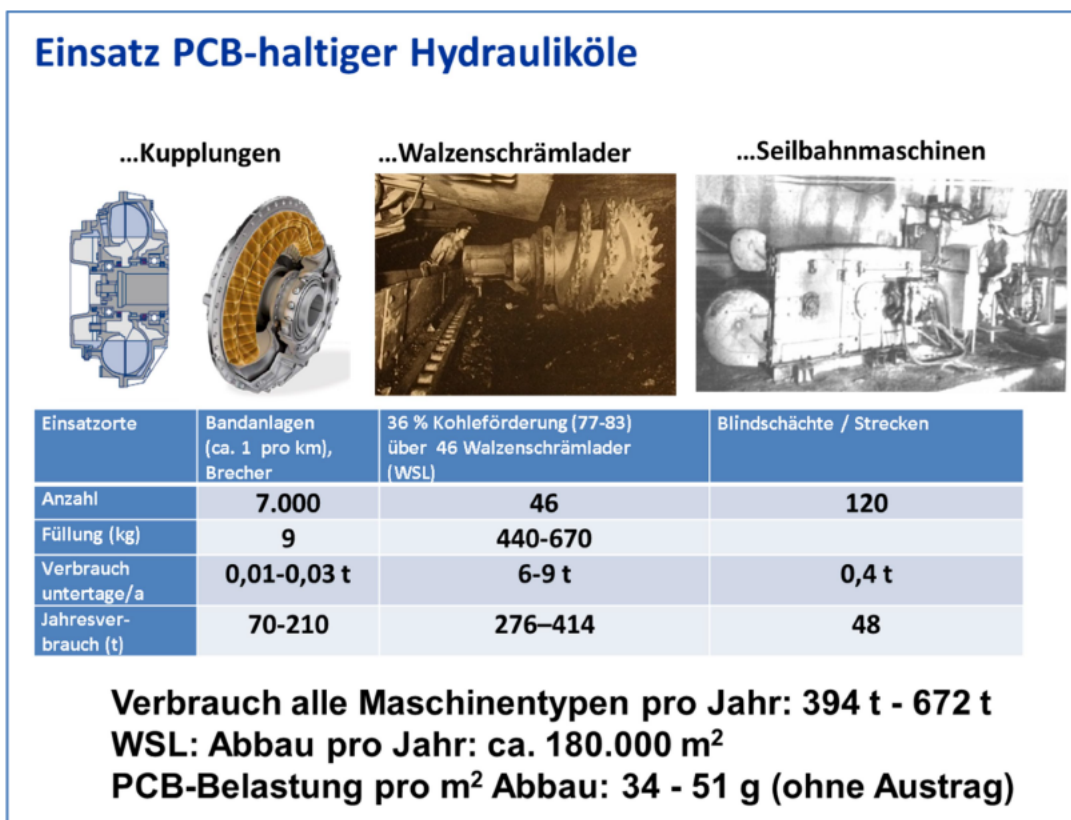 Einsatz PCB-haltiger Hydrauliköle
...Kupplungen
...Walzenschrämlader
...Seilbahnmaschinen
Einsatzorte
Bandanlagen
(ca. 1 pro km),
Brecher
36 % Kohleförderung (77-83)
über 46 Walzenschrämlader
(WSL)
Blindschächte / Strecken
Anzahl
7.000
46
120
Füllung (kg)
9
440-670
Verbrauch
untertage/a
0,01-0,03 t
6-9 t
0,4 t
Jahresver-
brauch (t)
70-210
276–414
48
Verbrauch alle Maschinentypen pro Jahr: 394 t - 672 t
WSL: Abbau pro Jahr: ca. 180.000 m²
PCB-Belastung pro m² Abbau: 34 - 51 g (ohne Austrag)